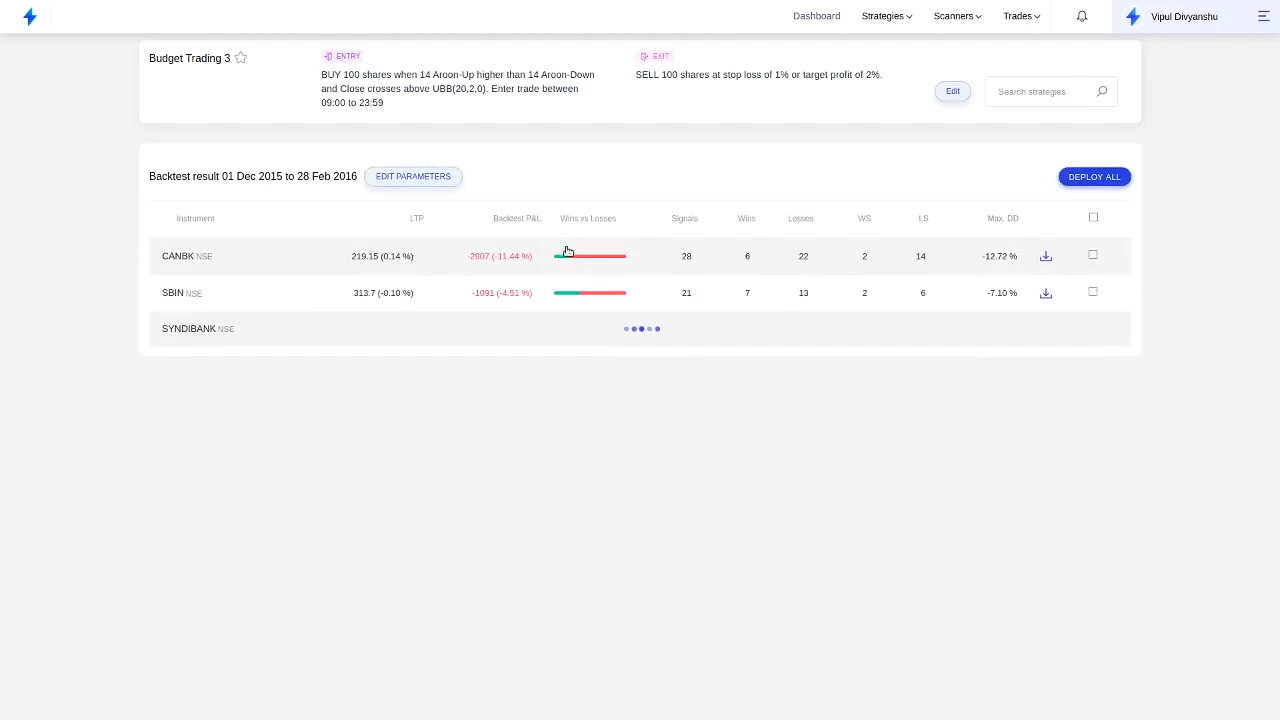 Dashboard Strategies Scanners Trades Vipul Divyanshu
Budget Trading 3
ENTRY
BUY 100 shares when 14 Aroon-Up higher than 14 Aroon-Down
and Close crosses above UBB(20,2,0). Enter trade between
09:00 to 23:59
EXIT
SELL 100 shares at stop loss of 1% or target profit of 2%.
Edit
Search strategies
Backtest result 01 Dec 2015 to 28 Feb 2016 EDIT PARAMETERS DEPLOY ALL
Instrument LTP Backtest P&L Wins vs Losses Signals Wins Losses WS LS Max. DD
CANBK NSE 219.15 (0.14 %) -2907 (-11.44 %) 28 6 22 2 14 -12.72 %
SBIN NSE 313.7 (-0.10 %) -1091 (-4.51 %) 21 7 13 2 6 -7.10 %
SYNDIBANK NSE